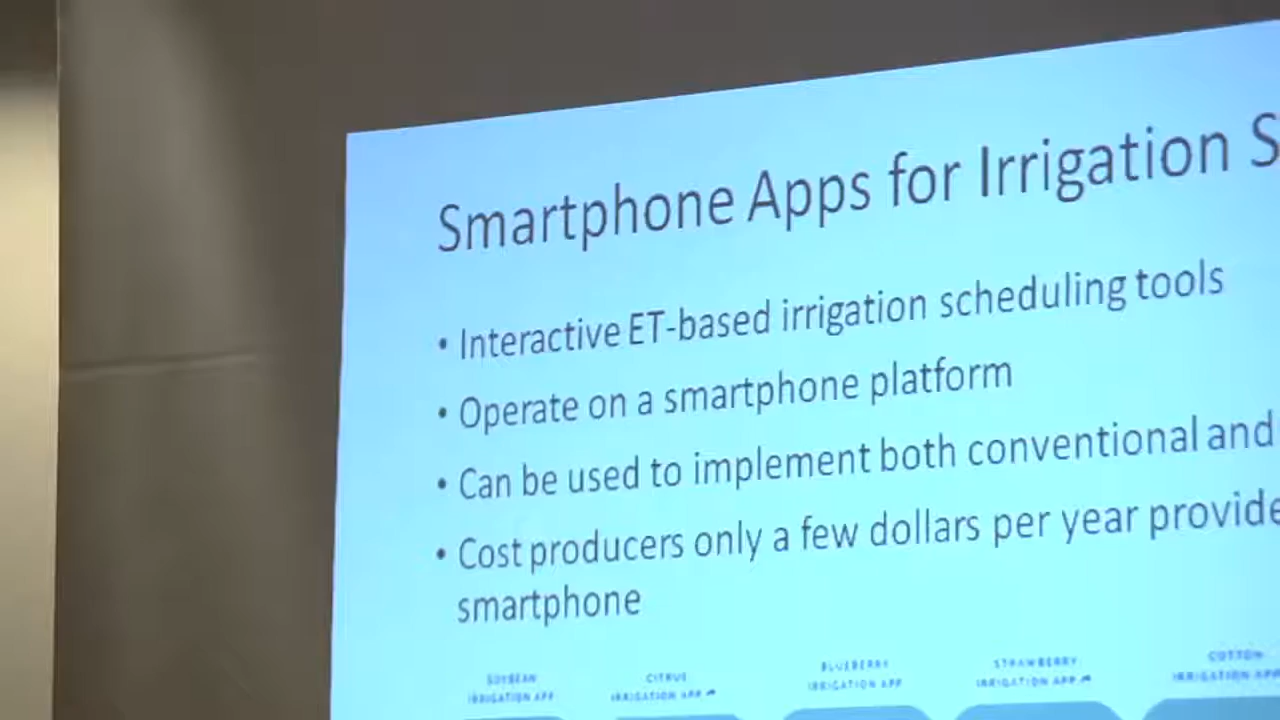 Smartphone Apps for Irrigation S
• Interactive ET-based irrigation scheduling tools
• Operate on a smartphone platform
• Can be used to implement both conventional and
• Cost producers only a few dollars per year provide
smartphone
SOYBEAN CITRUS BLUEBERRY STRAWBERRY COTTON
IRRIGATION APP IRRIGATION APP IRRIGATION APP IRRIGATION APP IRRIGATION APP